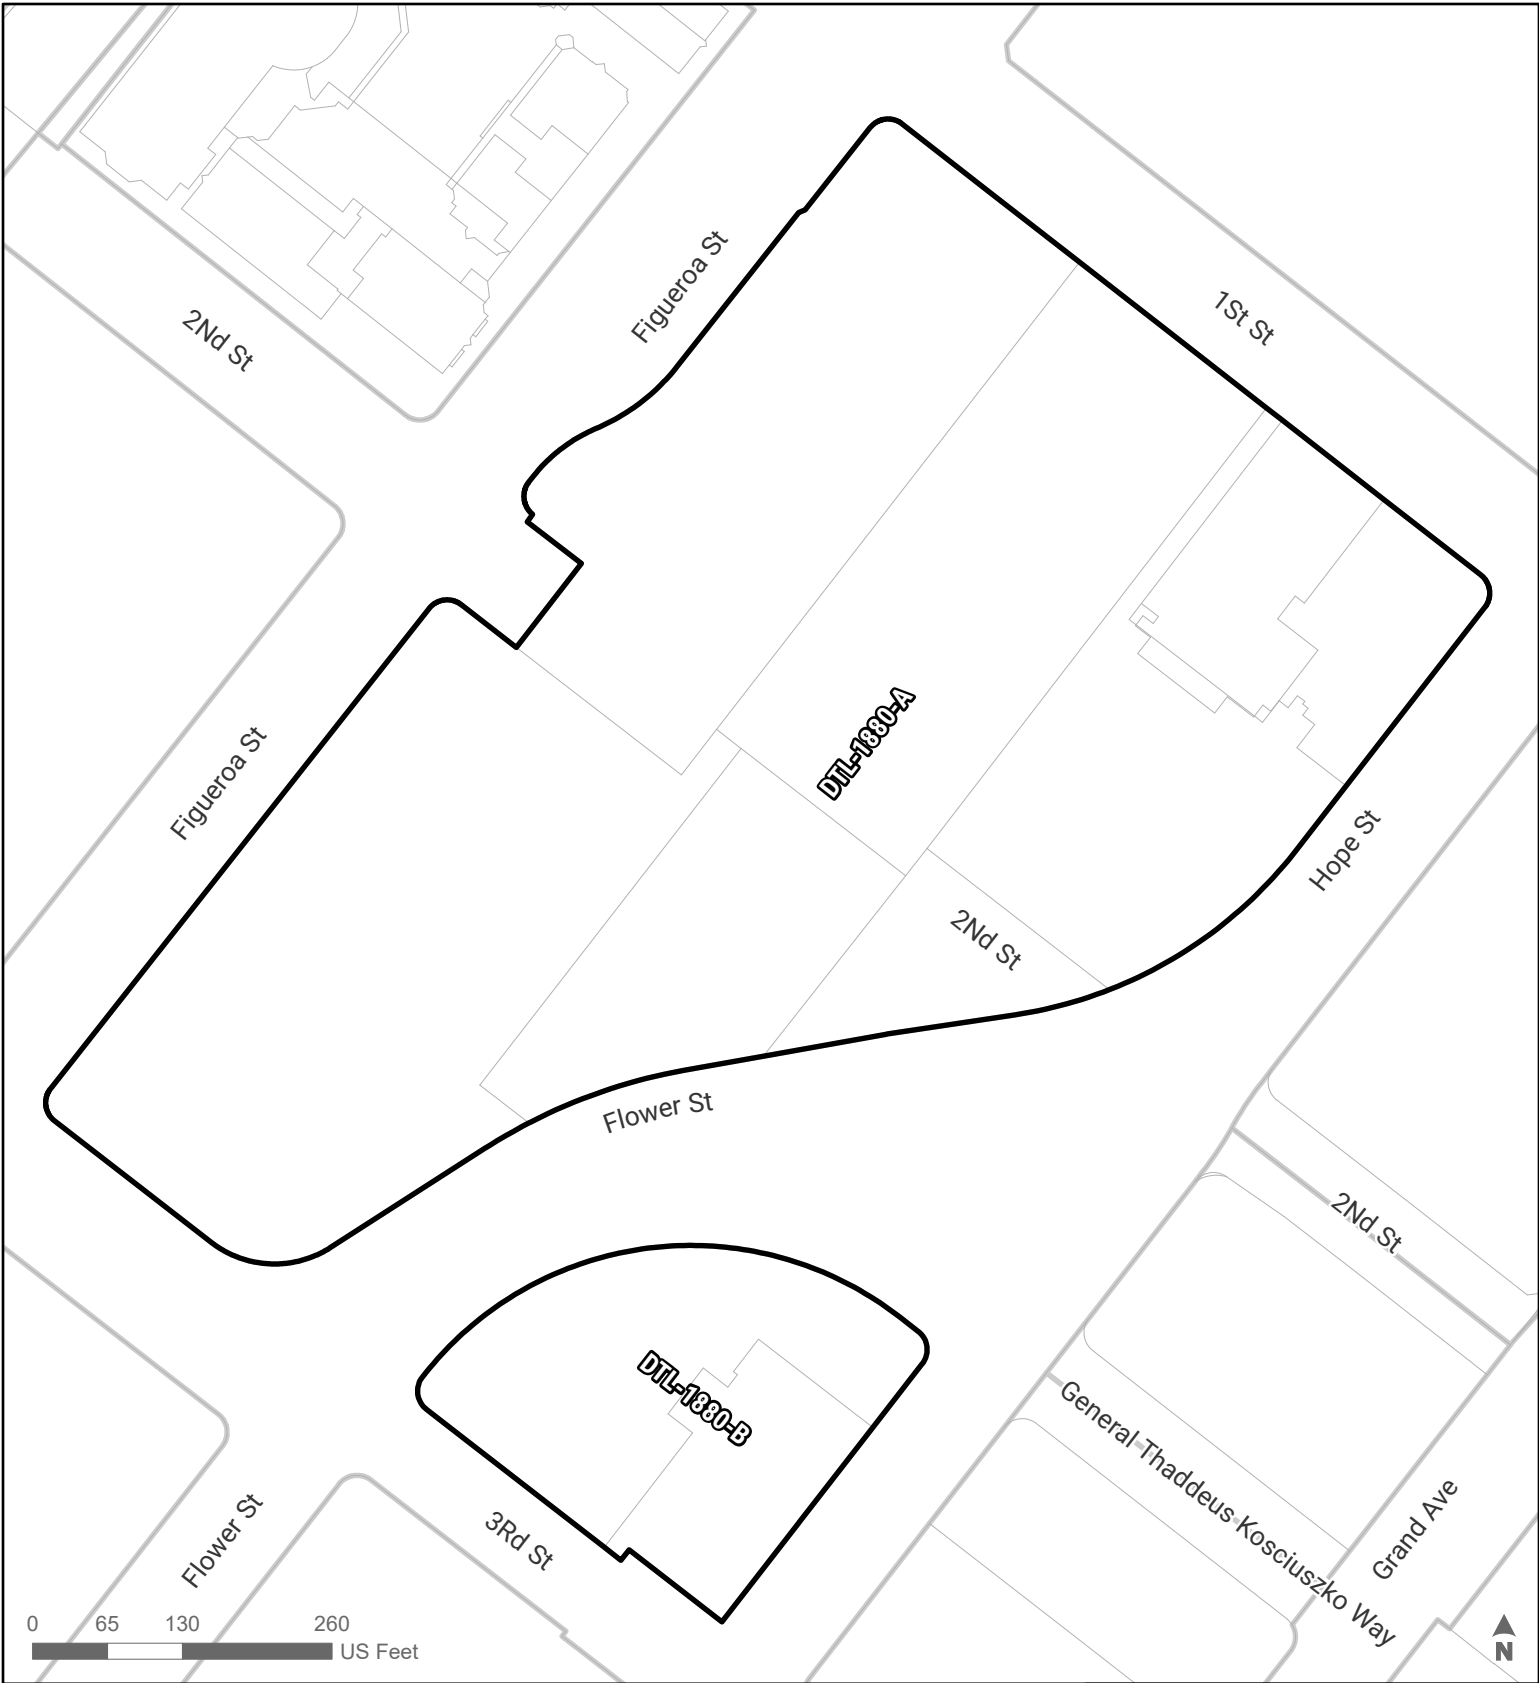 Figueroa St
2Nd St
1St St
DTL-1880-A
Figueroa St
Hope St
2Nd St
Flower St
2Nd St
DTL-1880-B
General Thaddeus Kosciuszko Way
Grand Ave
Flower St
3Rd St
0 65 130 260
US Feet
N